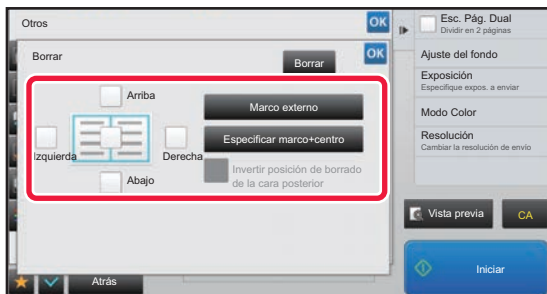 Otros
OK
Borrar
Borrar
OK
Arriba
Izquierda
Derecha
Abajo
Marco externo
Especificar marco+centro
Invertir posición de borrado
de la cara posterior
Atrás
Esc. Pág. Dual
Dividir en 2 páginas
Ajuste del fondo
Exposición
Especifique expos. a enviar
Modo Color
Resolución
Cambiar la resolución de envío
Vista previa
CA
Iniciar